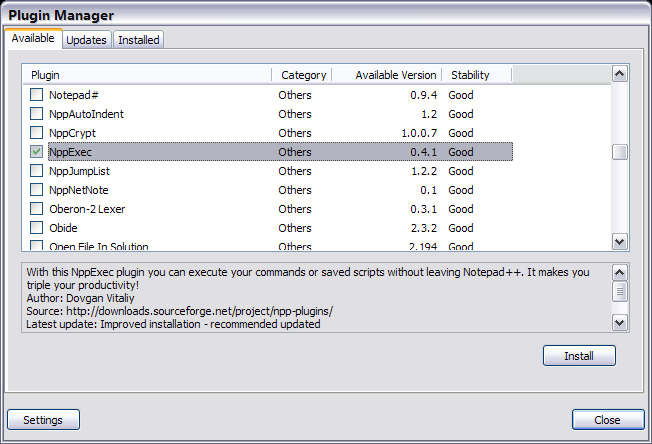 Plugin Manager
Available Updates Installed
Plugin Category Available Version Stability
Notepad# Others 0.9.4 Good
NppAutoIndent Others 1.2 Good
NppCrypt Others 1.0.0.7 Good
NppExec Others 0.4.1 Good
NppJumpList Others 1.2.2 Good
NppNetNote Others 0.1 Good
Oberon-2 Lexer Others 0.3.1 Good
Obide Others 2.3.2 Good
Open File In Solution Others 2.194 Good
With this NppExec plugin you can execute your commands or saved scripts without leaving Notepad++. It makes you
triple your productivity!
Author: Dovgan Vitaliy
Source: http://downloads.sourceforge.net/project/npp-plugins/
Latest update: Improved installation - recommended updated
Install
Settings Close